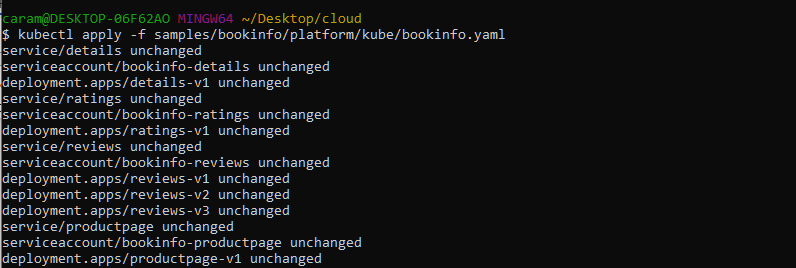 caram@DESKTOP-06F62AO MINGW64 ~/Desktop/cloud
$ kubectl apply -f samples/bookinfo/platform/kube/bookinfo.yaml
service/details unchanged
serviceaccount/bookinfo-details unchanged
deployment.apps/details-v1 unchanged
service/ratings unchanged
serviceaccount/bookinfo-ratings unchanged
deployment.apps/ratings-v1 unchanged
service/reviews unchanged
serviceaccount/bookinfo-reviews unchanged
deployment.apps/reviews-v1 unchanged
deployment.apps/reviews-v2 unchanged
deployment.apps/reviews-v3 unchanged
service/productpage unchanged
serviceaccount/bookinfo-productpage unchanged
deployment.apps/productpage-v1 unchanged